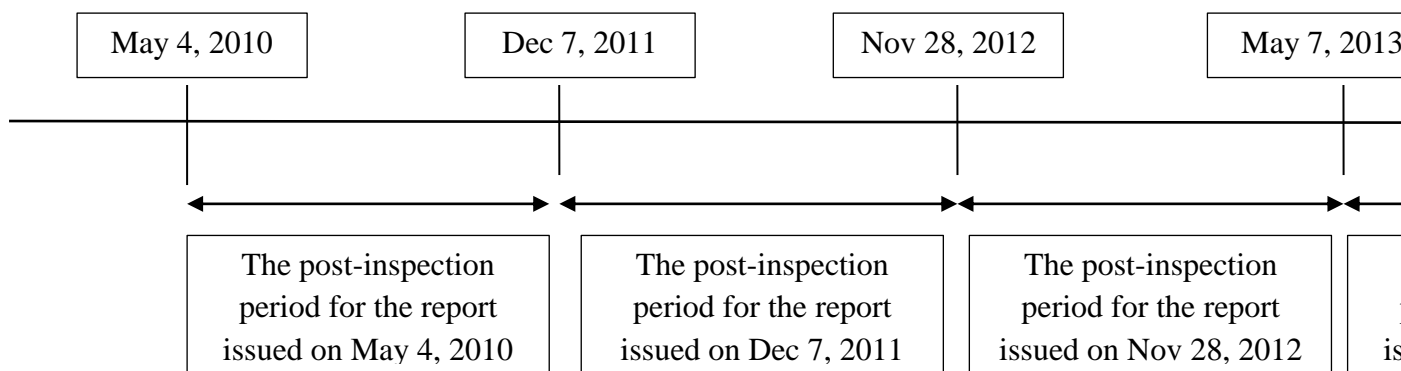 May 4, 2010
Dec 7, 2011
Nov 28, 2012
May 7, 2013
The post-inspection
period for the report
issued on May 4, 2010
The post-inspection
period for the report
issued on Dec 7, 2011
The post-inspection
period for the report
issued on Nov 28, 2012